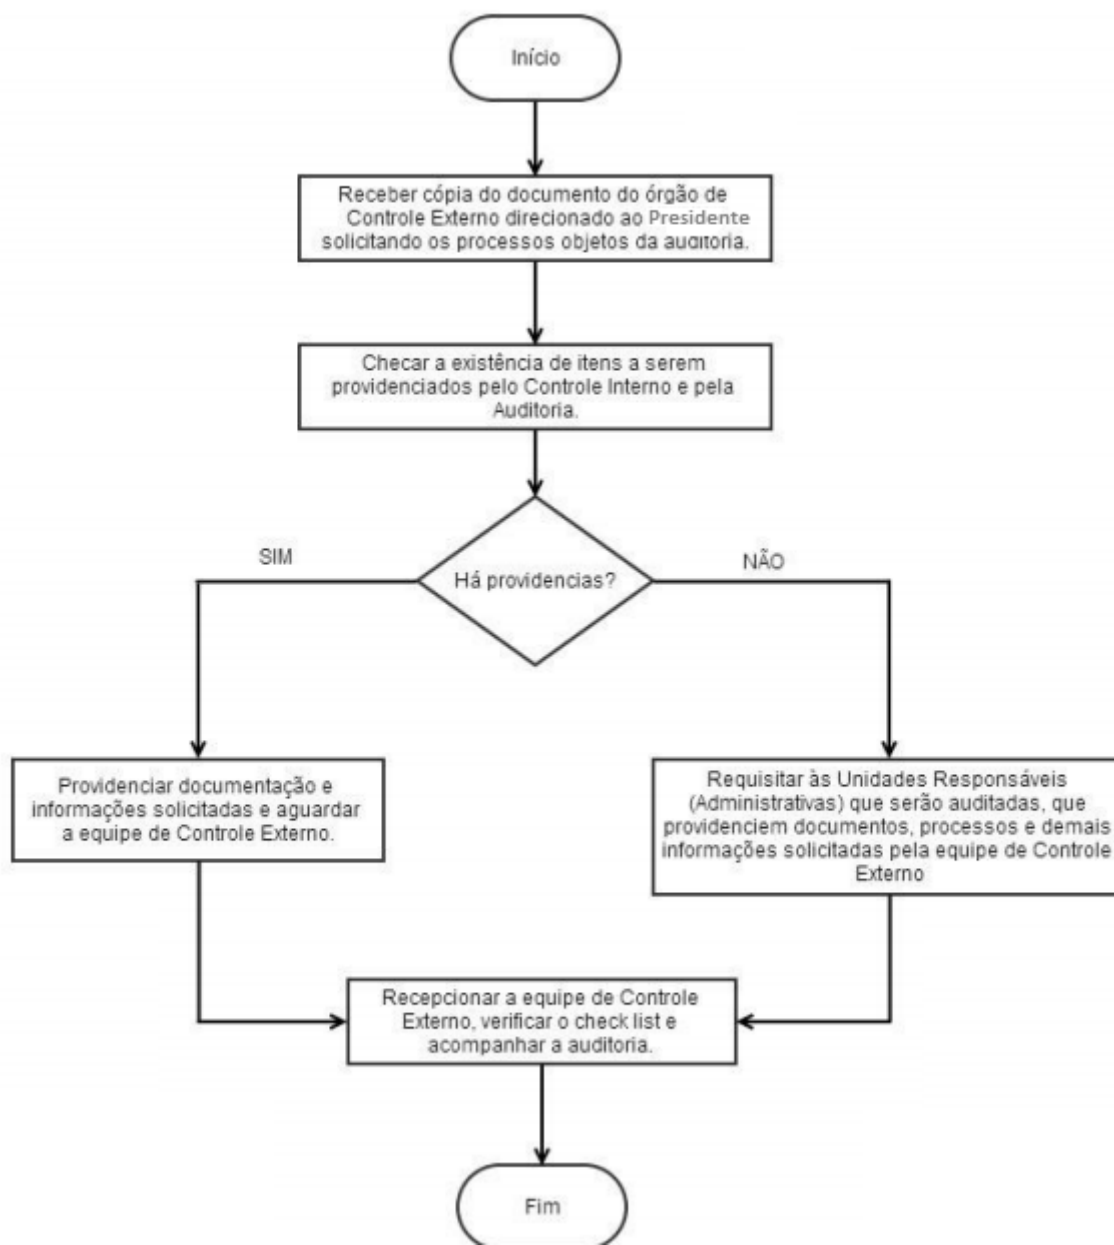 Início
Receber cópia do documento do órgão de
Controle Externo direcionado ao Presidente
solicitando os processos objetos da auditoria.
Checar a existência de itens a serem
providenciados pelo Controle Interno e pela
Auditoria.
Há providencias?
SIM
NÃO
Providenciar documentação e
informações solicitadas e aguardar
a equipe de Controle Externo.
Requisitar às Unidades Responsáveis
(Administrativas) que serão auditadas, que
providenciem documentos, processos e demais
informações solicitadas pela equipe de Controle
Externo
Recepcionar a equipe de Controle
Externo, verificar o check list e
acompanhar a auditoria.
Fim